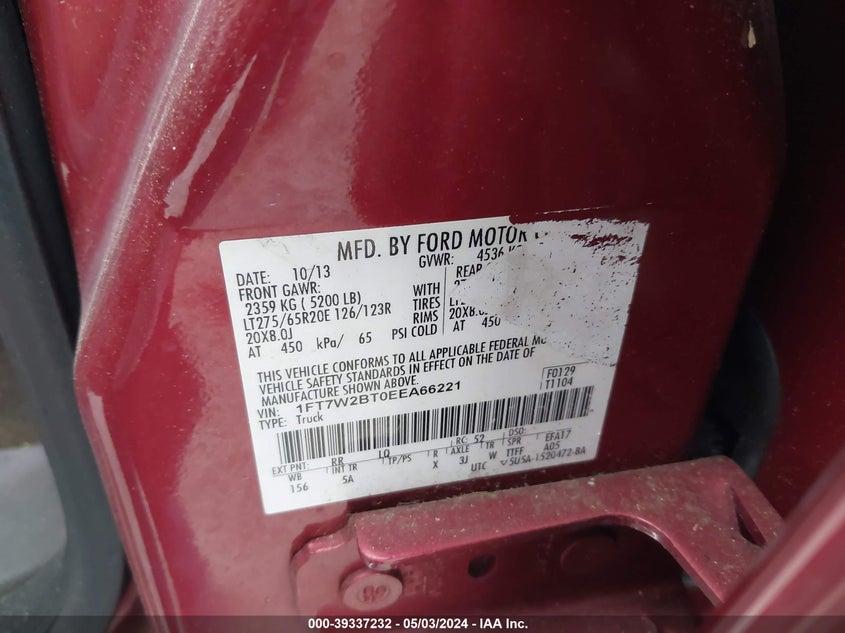 MFD. BY FORD MOTOR
DATE: 10/13 GVWR: 4536
FRONT GAWR: REAR
2359 KG ( 5200 LB) WITH
LT275/65R20E 126/123R TIRES
20X8.0J RIMS 20X8.0
AT 450 kPa/ 65 PSI COLD AT 450
THIS VEHICLE CONFORMS TO ALL APPLICABLE FEDERAL MO
VEHICLE SAFETY STANDARDS IN EFFECT ON THE DATE OF
MANUFACTURE SHOWN ABOVE.
F0129
VIN: 1FT7W2BT0EEA66221
T1104
TYPE: Truck
EXT PNT: RR RC: 52 DSO:
WB INT TR TP/PS R AXLE TR SPR EFAT7
156 5A X 3J W TTFF A05
UTC
000-39337232 - 05/03/2024 - IAA Inc.